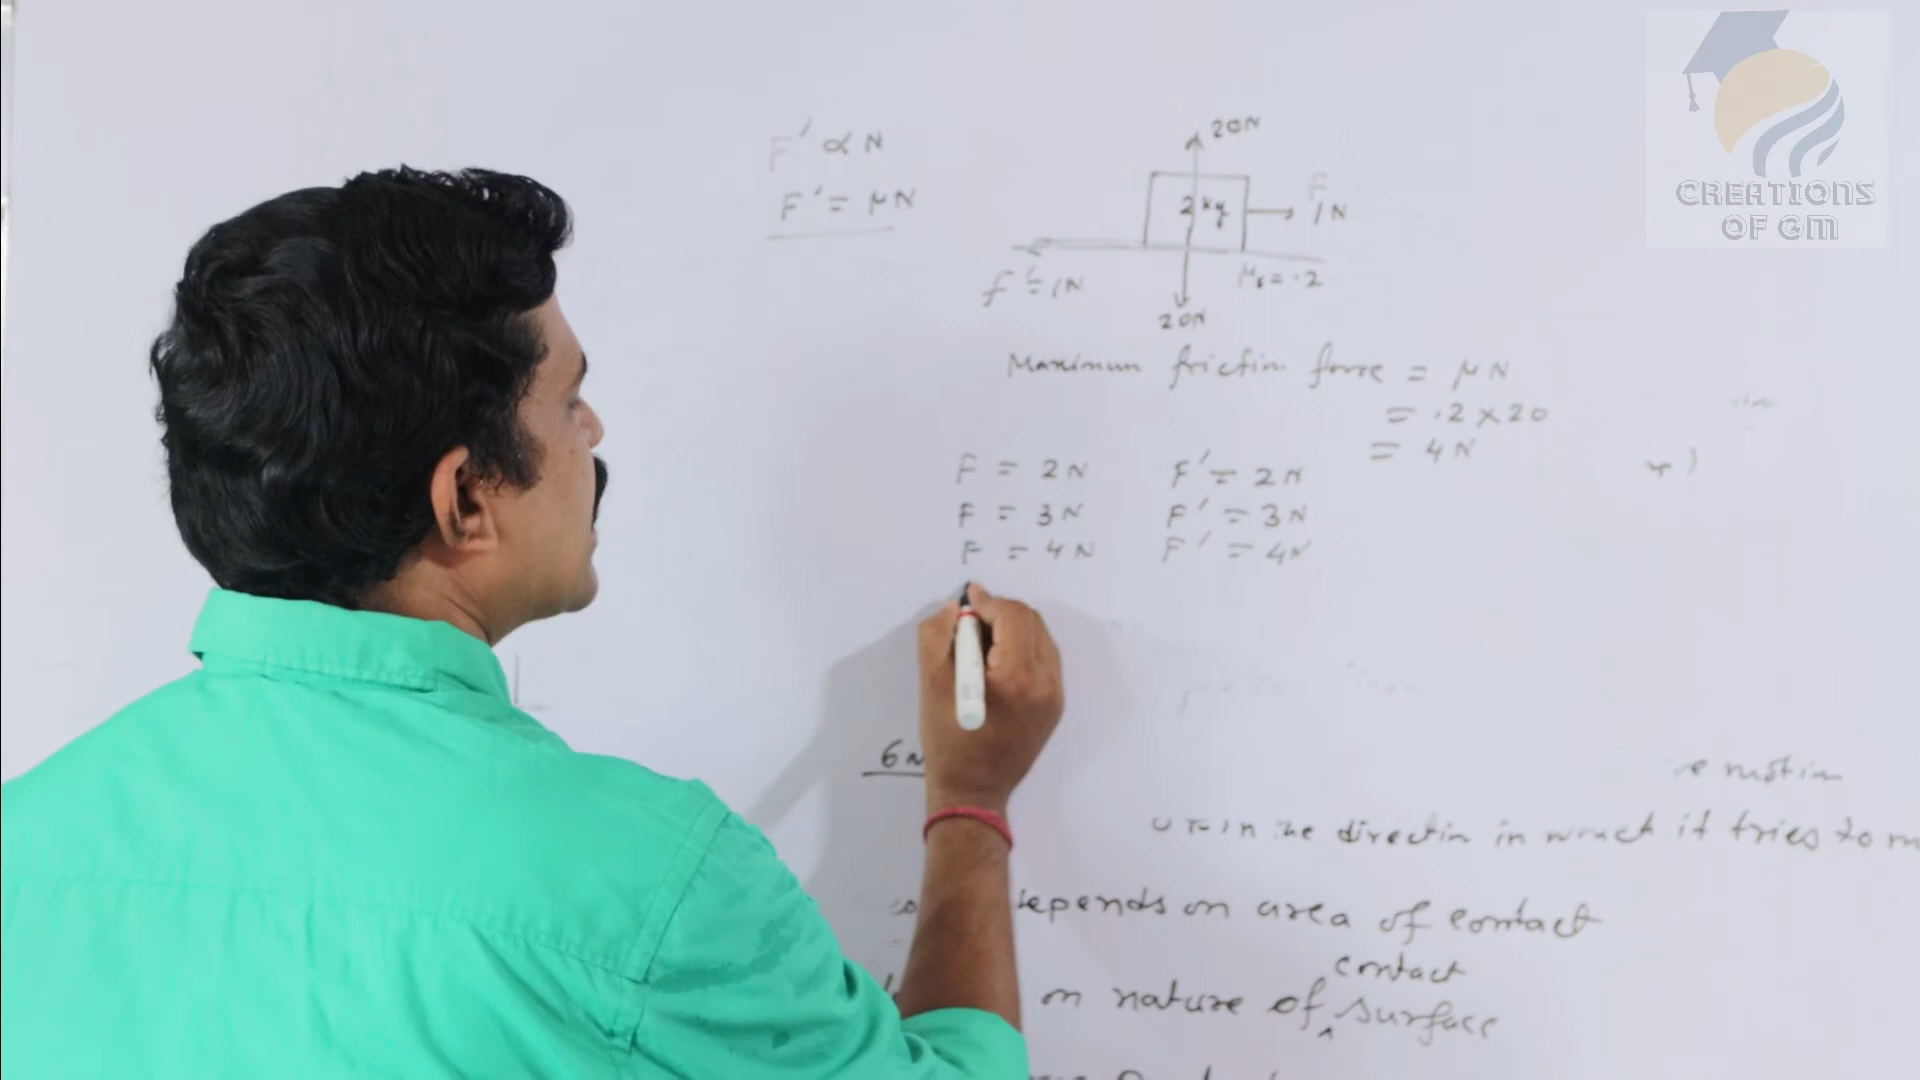 CREATIONS
OF GM
F' ∝ N
F' = μN
20N
2kg
F
1N
F' = 1N
μs = .2
20N
Maximum friction force = μN
= .2 × 20
= 4N
F = 2N F' = 2N
F = 3N F' = 3N
F = 4N F' = 4N
6N
motion
the direction in which it tries to m
depends on area of contact
contact
on nature of ^ surface